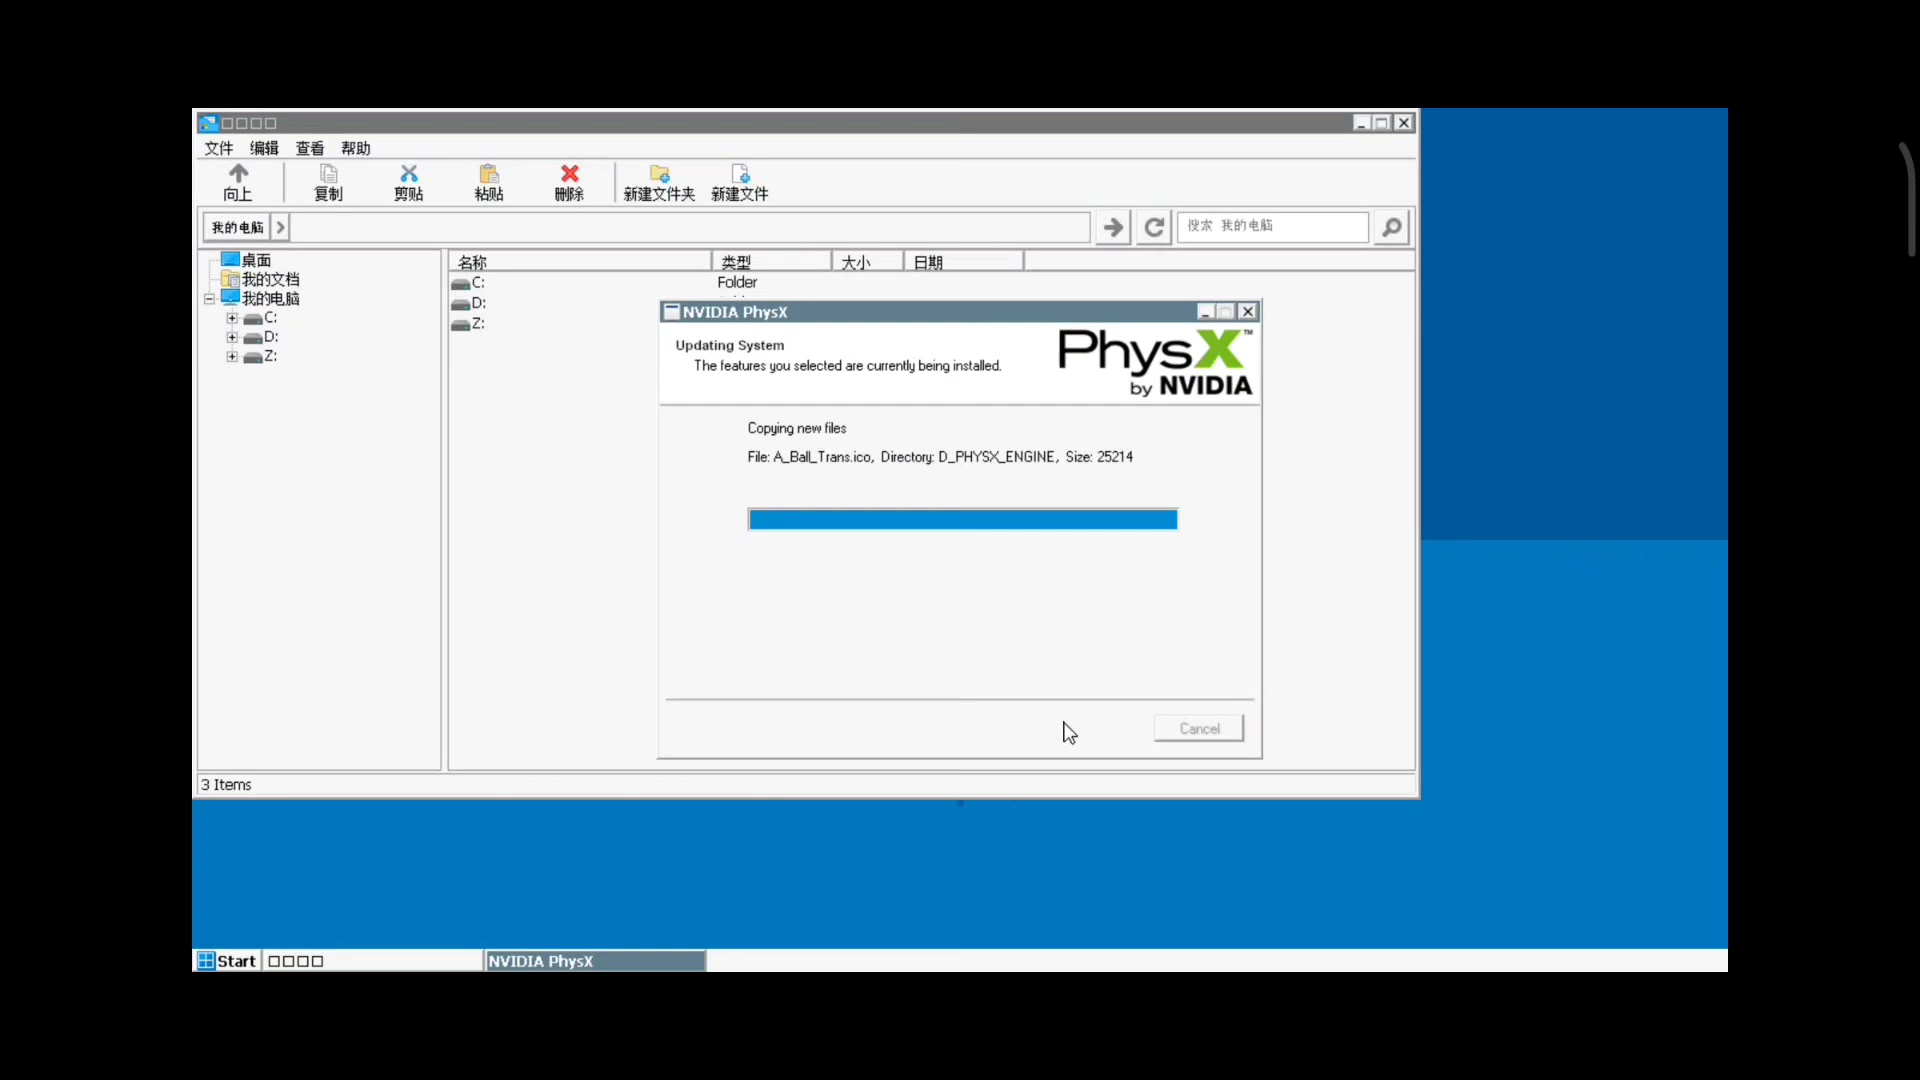 □□□□
文件 编辑 查看 帮助
向上 复制 剪贴 粘贴 删除 新建文件夹 新建文件
我的电脑 搜索 我的电脑
桌面
我的文档
我的电脑
C:
D:
Z:
名称 类型 大小 日期
C: Folder
D:
Z:
NVIDIA PhysX
Updating System
The features you selected are currently being installed.
PhysX™
by NVIDIA
Copying new files
File: A_Ball_Trans.ico, Directory: D_PHYSX_ENGINE, Size: 25214
Cancel
3 Items
Start □□□□ NVIDIA PhysX